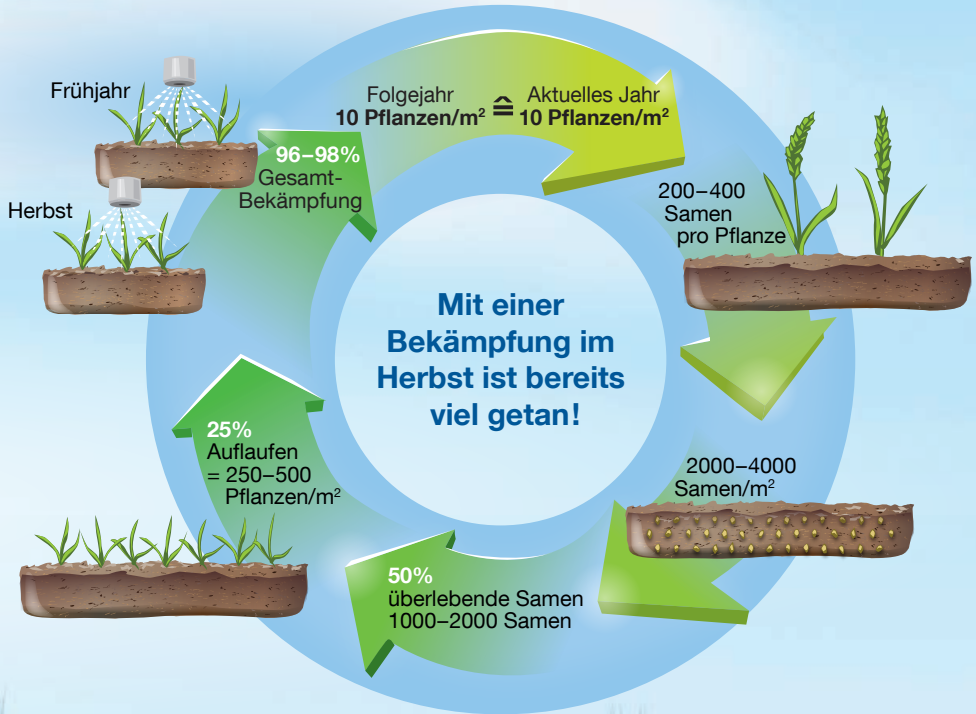 Frühjahr
Herbst
96–98%
Gesamt-
Bekämpfung
Folgejahr
10 Pflanzen/m²
≙
Aktuelles Jahr
10 Pflanzen/m²
200–400
Samen
pro Pflanze
2000–4000
Samen/m²
50%
überlebende Samen
1000–2000 Samen
25%
Auflaufen
= 250–500
Pflanzen/m²
Mit einer
Bekämpfung im
Herbst ist bereits
viel getan!